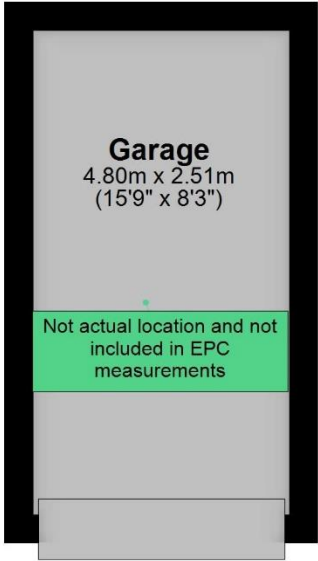 Garage
4.80m x 2.51m
(15'9" x 8'3")
Not actual location and not
included in EPC
measurements